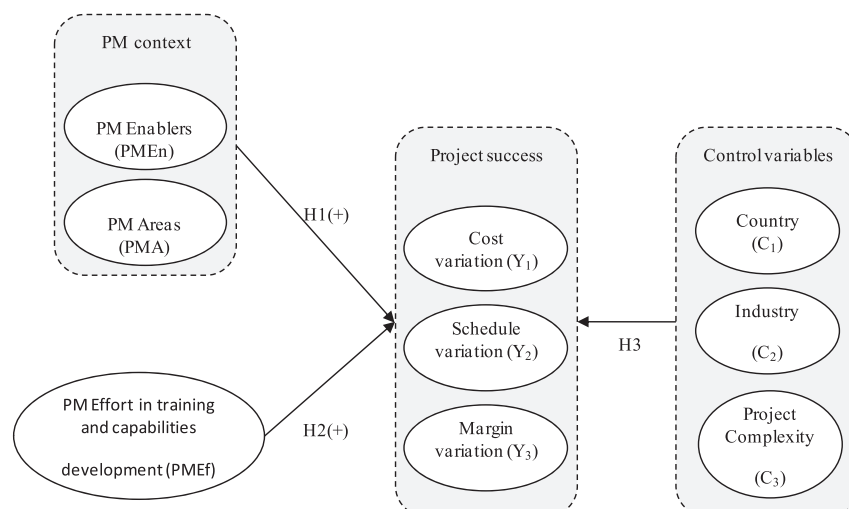 PM context
PM Enablers
(PMEn)
PM Areas
(PMA)
H1(+)
PM Effort in training
and capabilities
development (PMEf)
H2(+)
Project success
Cost
variation (Y₁)
Schedule
variation (Y₂)
Margin
variation (Y₃)
H3
Control variables
Country
(C₁)
Industry
(C₂)
Project
Complexity
(C₃)